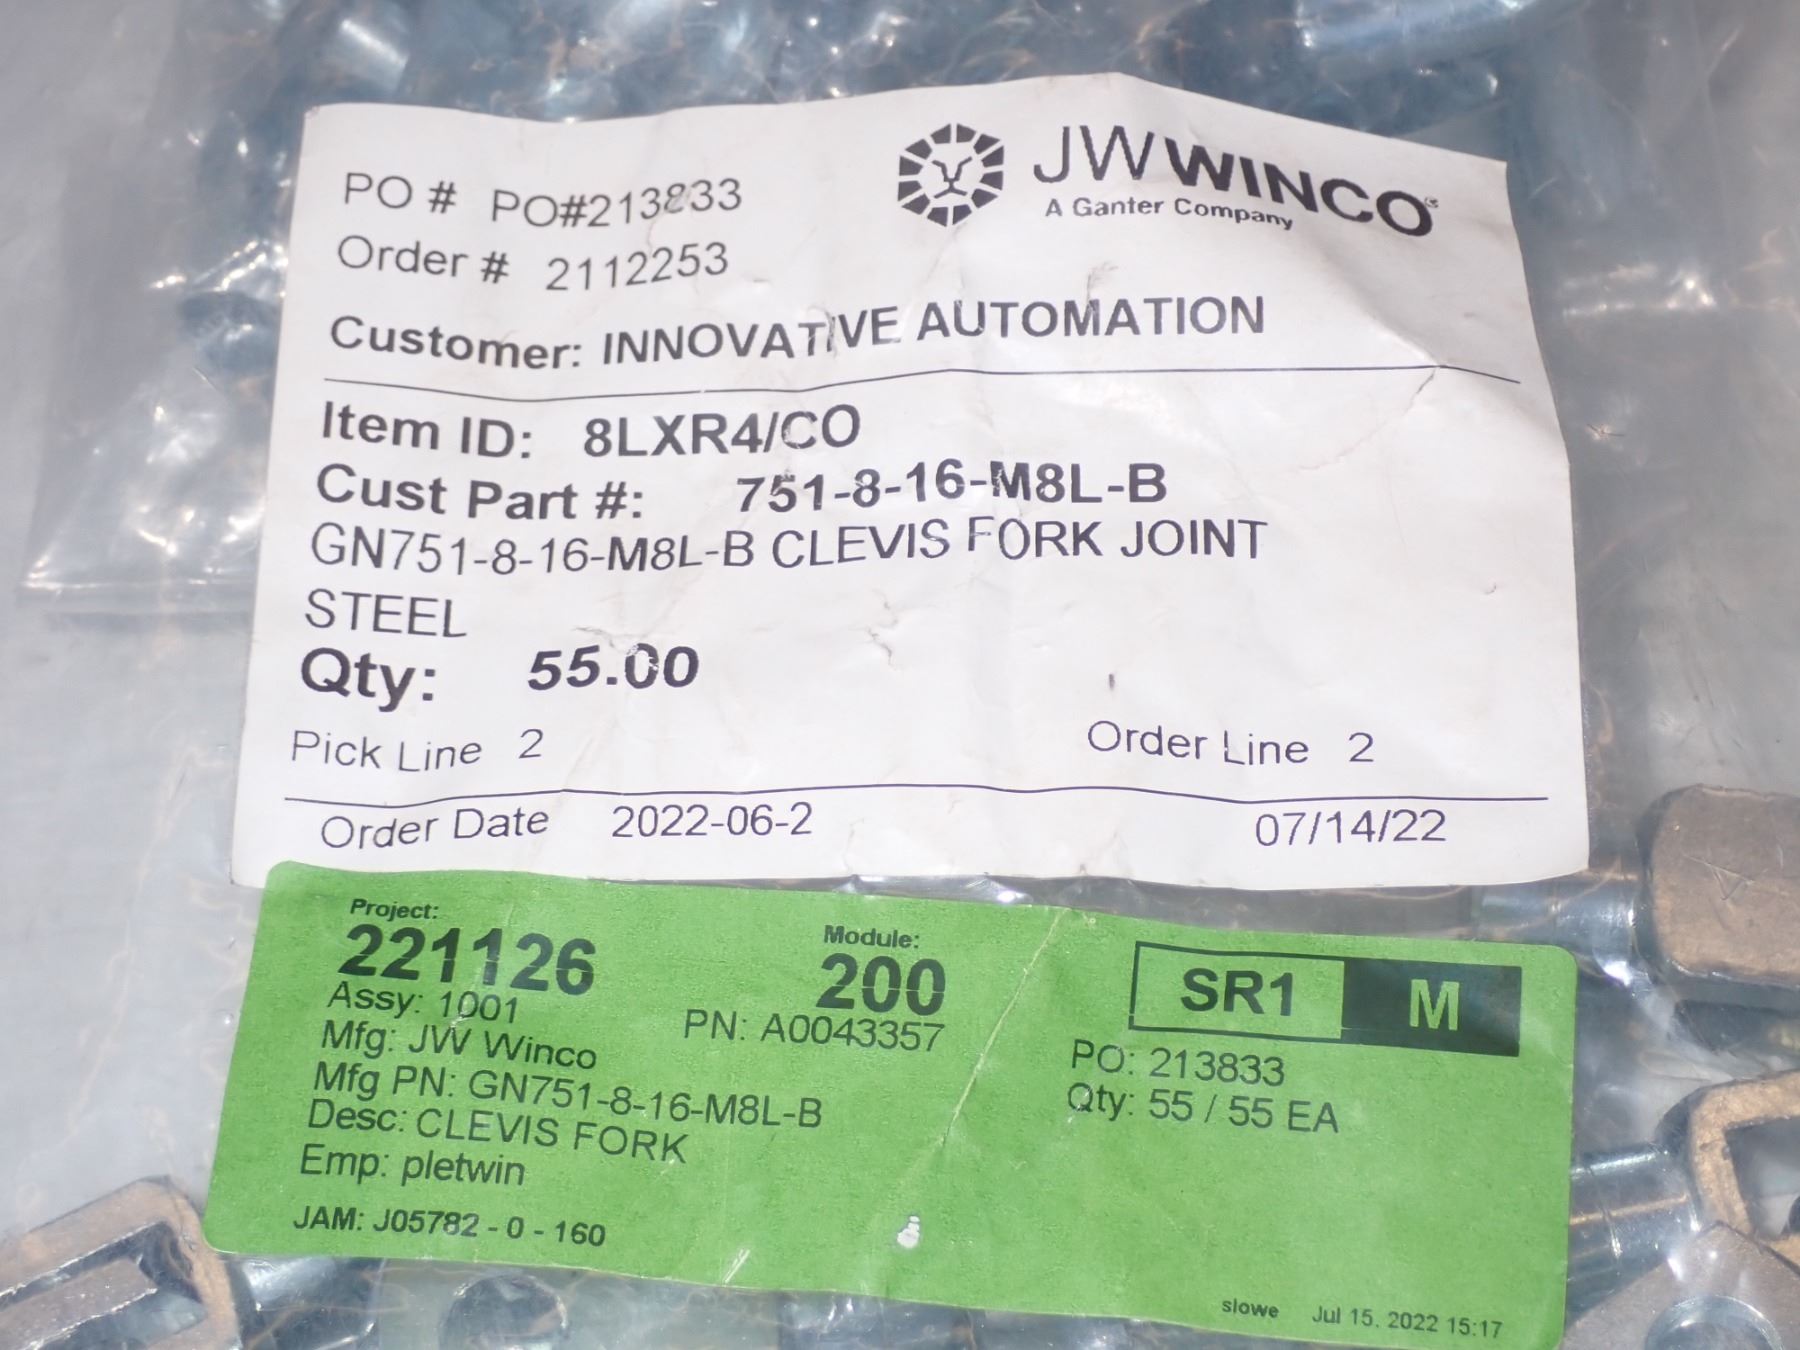 JWWINCO
A Ganter Company
PO # PO#213833
Order # 2112253
Customer: INNOVATIVE AUTOMATION
Item ID: 8LXR4/CO
Cust Part #: 751-8-16-M8L-B
GN751-8-16-M8L-B CLEVIS FORK JOINT
STEEL
Qty: 55.00
Pick Line 2 Order Line 2
Order Date 2022-06-2 07/14/22
Project:
221126
Module:
200
SR1 M
Assy: 1001
PN: A0043357
Mfg: JW Winco
Mfg PN: GN751-8-16-M8L-B
Desc: CLEVIS FORK
Emp: pletwin
PO: 213833
Qty: 55 / 55 EA
JAM: J05782 - 0 - 160
slowe Jul 15, 2022 15:17